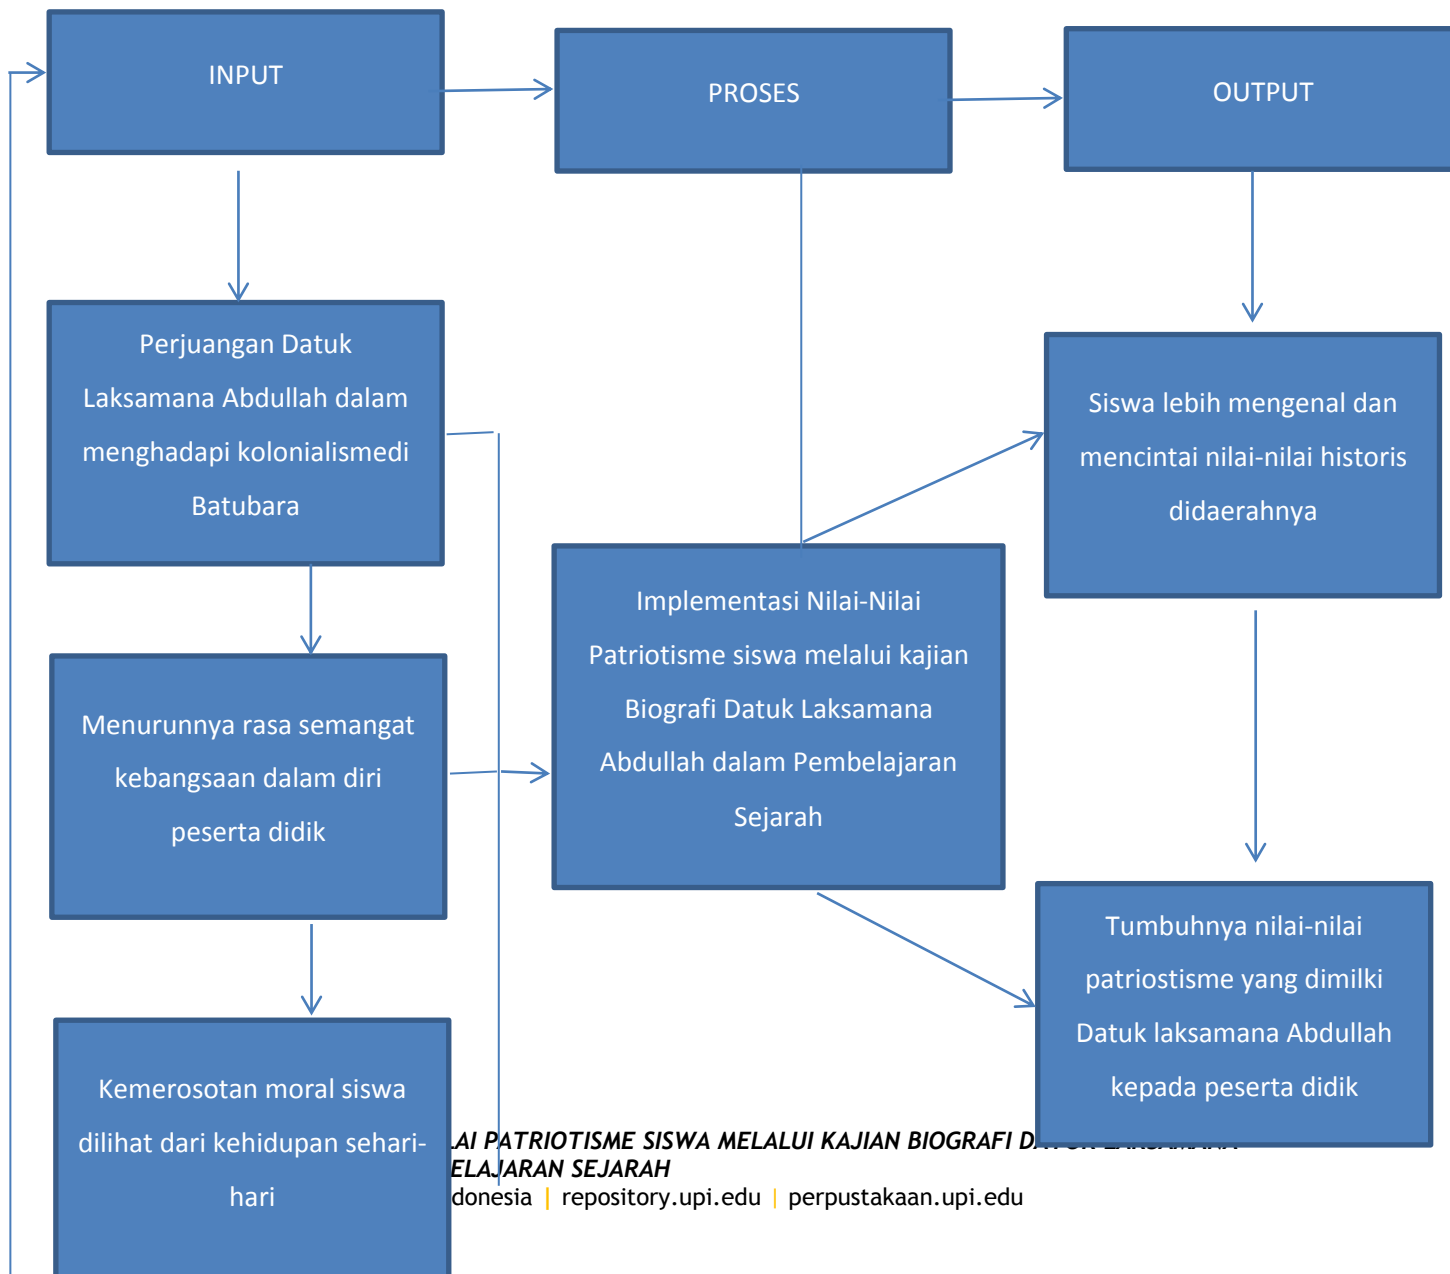 INPUT
PROSES
OUTPUT
Perjuangan Datuk
Laksamana Abdullah dalam
menghadapi kolonialismedi
Batubara
Menurunnya rasa semangat
kebangsaan dalam diri
peserta didik
Kemerosotan moral siswa
dilihat dari kehidupan sehari-
hari
Implementasi Nilai-Nilai
Patriotisme siswa melalui kajian
Biografi Datuk Laksamana
Abdullah dalam Pembelajaran
Sejarah
Siswa lebih mengenal dan
mencintai nilai-nilai historis
didaerahnya
Tumbuhnya nilai-nilai
patriostisme yang dimilki
Datuk laksamana Abdullah
kepada peserta didik
LAI PATRIOTISME SISWA MELALUI KAJIAN BIOGRAFI
ELAJARAN SEJARAH
donesia | repository.upi.edu | perpustakaan.upi.edu